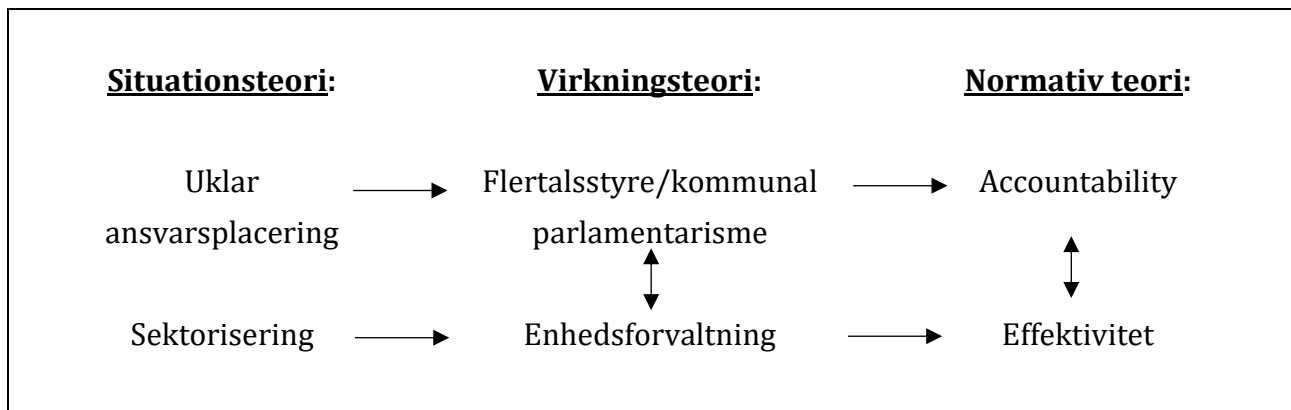 Situationsteori: Virkningsteori: Normativ teori:
Uklar Flertalsstyre/kommunal Accountability
ansvarsplacering parlamentarisme
Sektorisering Enhedsforvaltning Effektivitet